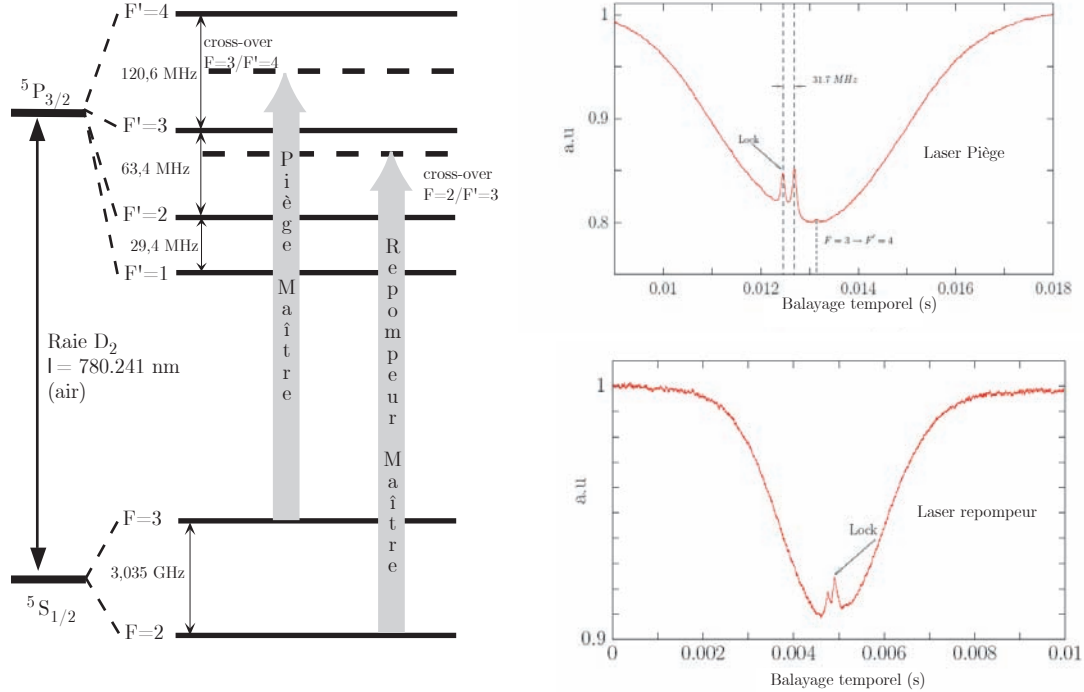 F'=4
cross-over
F=3/F'=4
120,6 MHz
⁵P₃/₂
F'=3
63,4 MHz
cross-over
F=2/F'=3
F'=2
29,4 MHz
F'=1
Piège Maître
Repompeur Maître
Raie D₂
l = 780.241 nm
(air)
F=3
3,035 GHz
⁵S₁/₂
F=2
1
0.9
0.8
a.u
31.7 MHz
Lock
Laser Piège
F = 3 → F' = 4
0.01
0.012
0.014
0.016
0.018
Balayage temporel (s)
1
0.9
a.u
Lock
Laser repompeur
0
0.002
0.004
0.006
0.008
0.01
Balayage temporel (s)